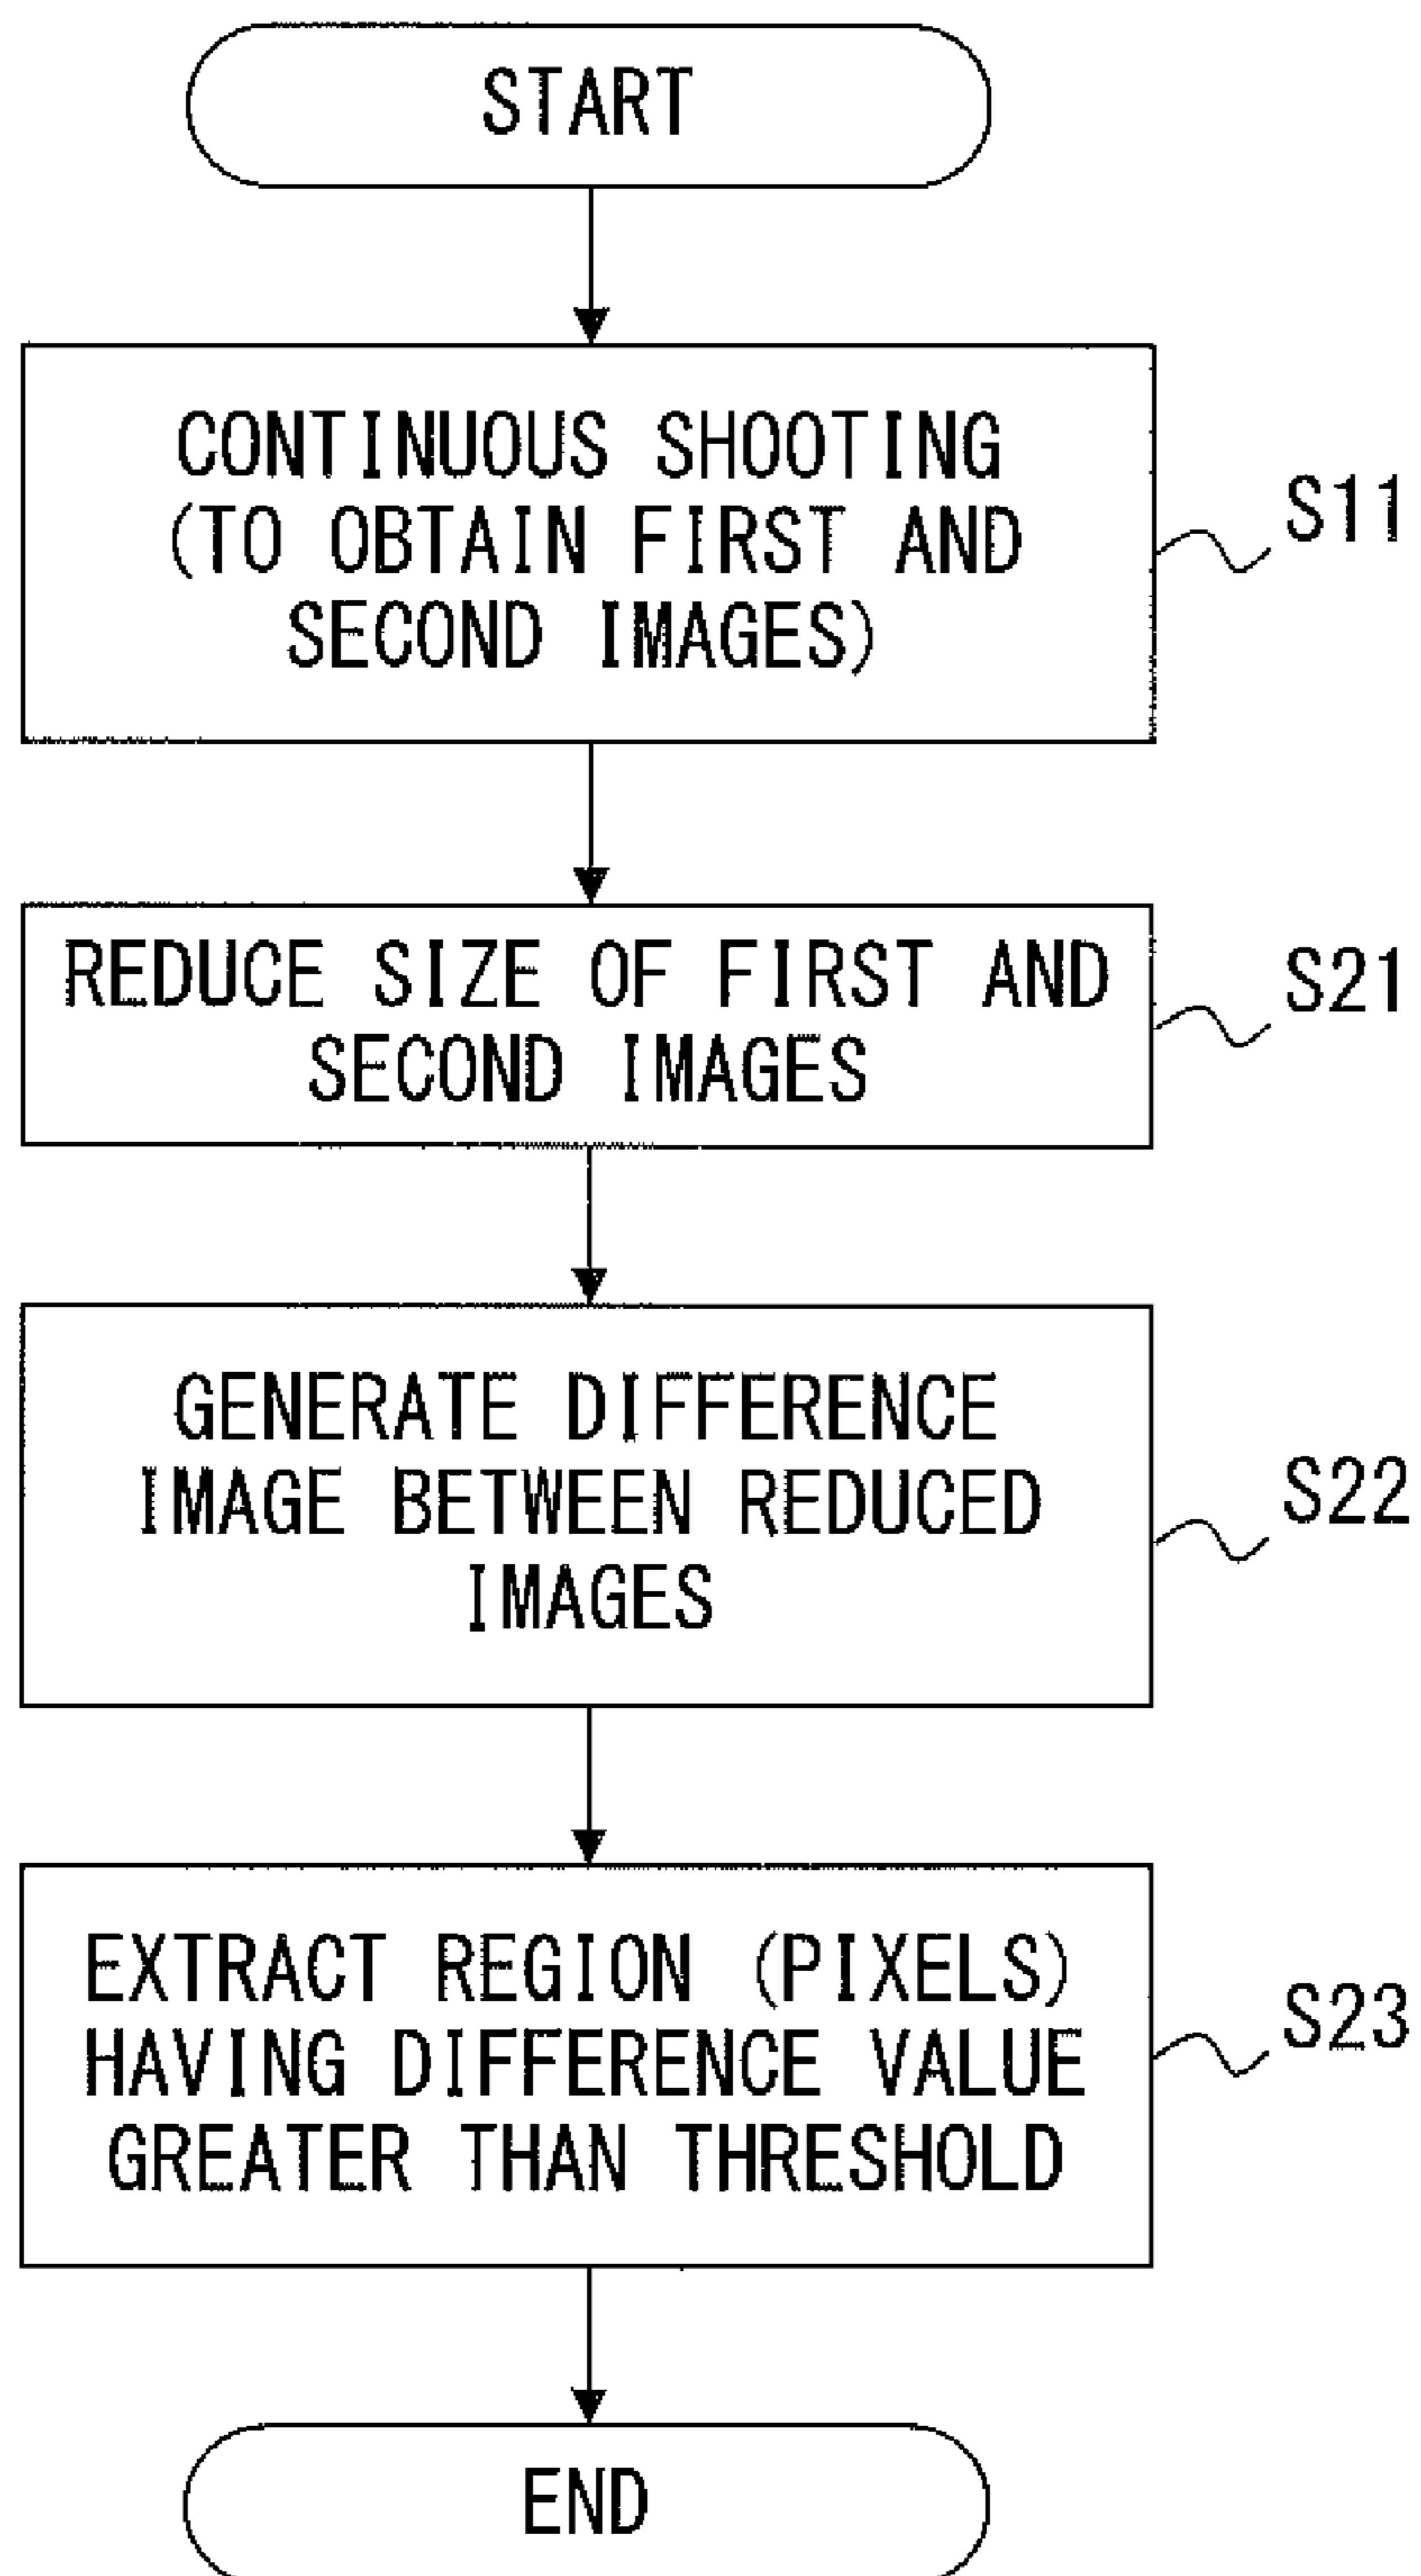 START
CONTINUOUS SHOOTING
(TO OBTAIN FIRST AND
SECOND IMAGES)
S11
REDUCE SIZE OF FIRST AND
SECOND IMAGES
S21
GENERATE DIFFERENCE
IMAGE BETWEEN REDUCED
IMAGES
S22
EXTRACT REGION (PIXELS)
HAVING DIFFERENCE VALUE
GREATER THAN THRESHOLD
S23
END